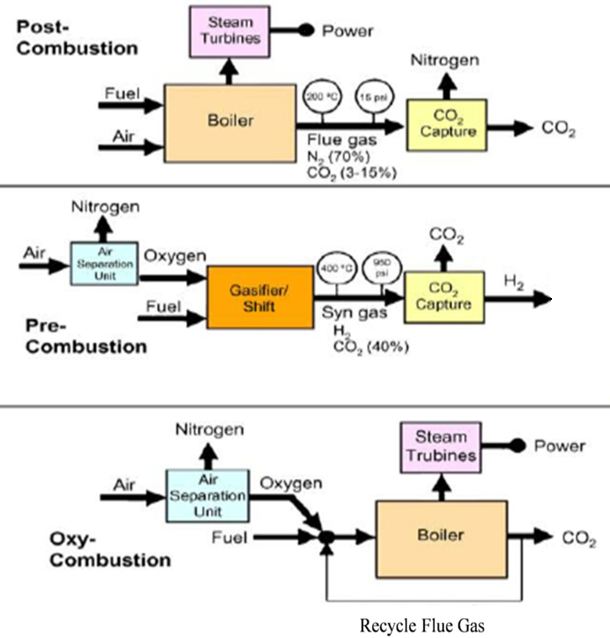 Post-
Combustion
Steam
Turbines
Power
Nitrogen
Fuel
Air
Boiler
200 °C
15 psi
CO2
Capture
CO2
Flue gas
N2 (70%)
CO2 (3-15%)
Nitrogen
Air
Air
Separation
Unit
Oxygen
Fuel
Gasifier/
Shift
400 °C
950
psi
CO2
CO2
Capture
H2
Syn gas
H2
CO2 (40%)
Pre-
Combustion
Nitrogen
Air
Air
Separation
Unit
Oxygen
Fuel
Steam
Trubines
Power
Boiler
CO2
Oxy-
Combustion
Recycle Flue Gas